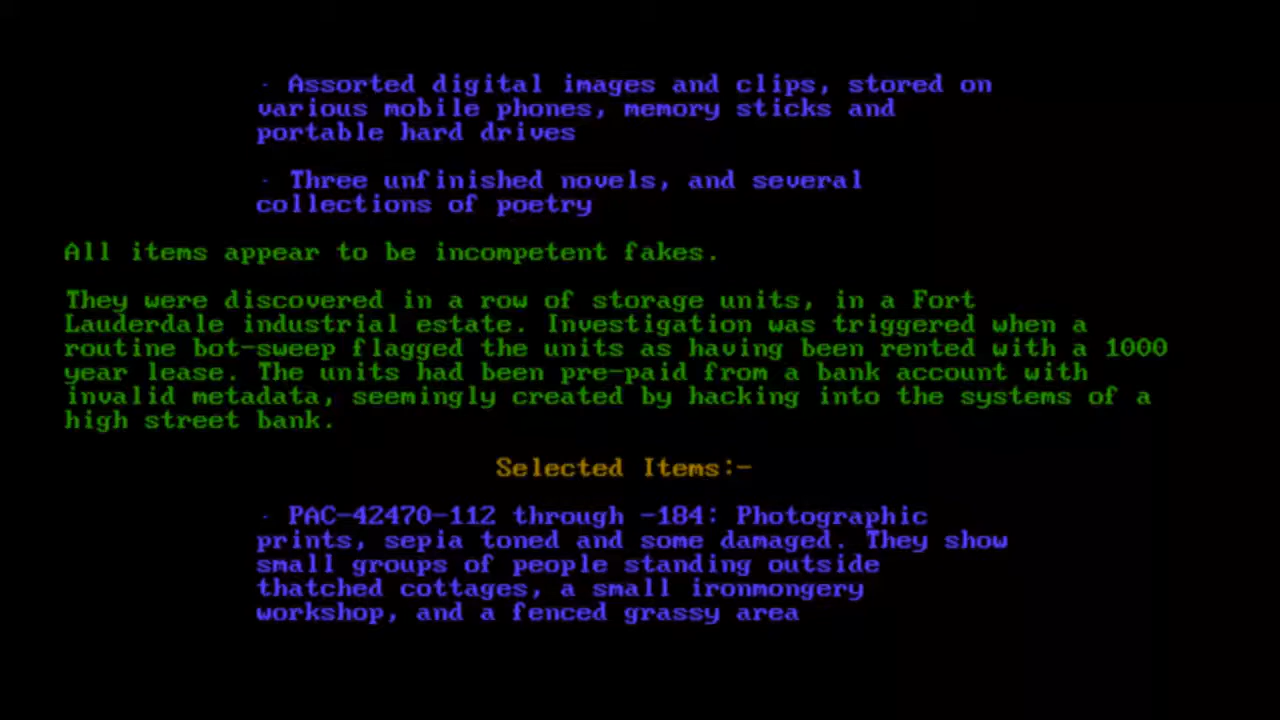 · Assorted digital images and clips, stored on
various mobile phones, memory sticks and
portable hard drives
· Three unfinished novels, and several
collections of poetry
All items appear to be incompetent fakes.
They were discovered in a row of storage units, in a Fort
Lauderdale industrial estate. Investigation was triggered when a
routine bot-sweep flagged the units as having been rented with a 1000
year lease. The units had been pre-paid from a bank account with
invalid metadata, seemingly created by hacking into the systems of a
high street bank.
Selected Items:-
· PAC-42470-112 through -184: Photographic
prints, sepia toned and some damaged. They show
small groups of people standing outside
thatched cottages, a small ironmongery
workshop, and a fenced grassy area